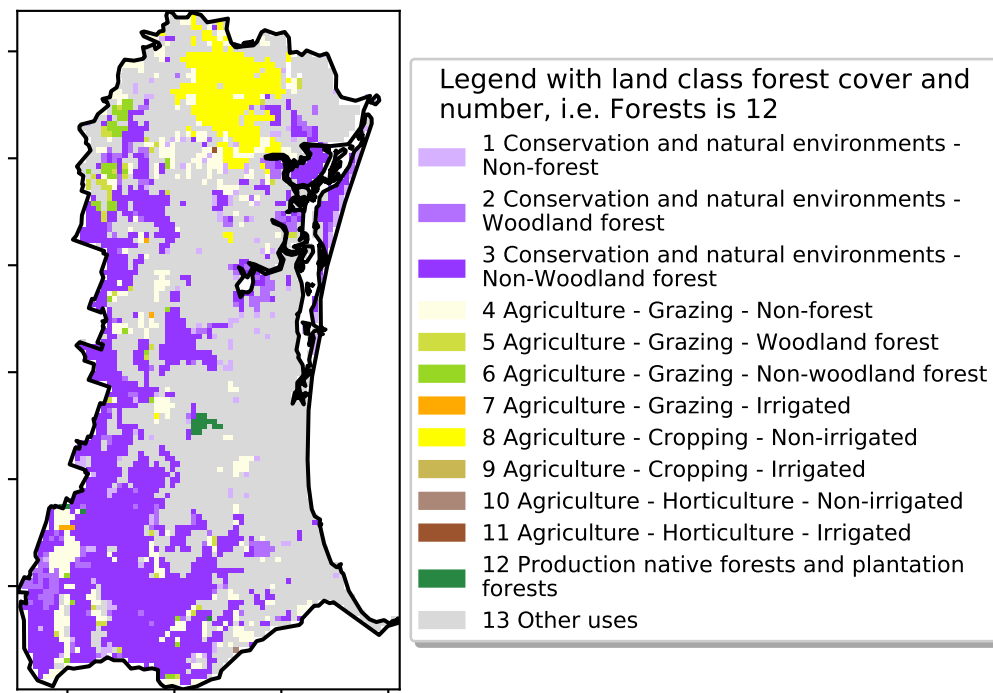 Legend with land class forest cover and
number, i.e. Forests is 12
1 Conservation and natural environments -
Non-forest
2 Conservation and natural environments -
Woodland forest
3 Conservation and natural environments -
Non-Woodland forest
4 Agriculture - Grazing - Non-forest
5 Agriculture - Grazing - Woodland forest
6 Agriculture - Grazing - Non-woodland forest
7 Agriculture - Grazing - Irrigated
8 Agriculture - Cropping - Non-irrigated
9 Agriculture - Cropping - Irrigated
10 Agriculture - Horticulture - Non-irrigated
11 Agriculture - Horticulture - Irrigated
12 Production native forests and plantation
forests
13 Other uses